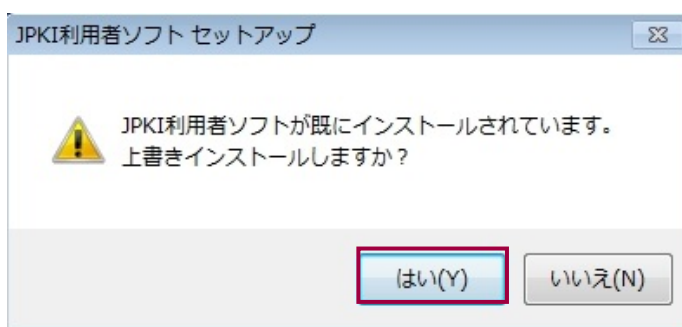 JPKI利用者ソフト セットアップ
JPKI利用者ソフトが既にインストールされています。
上書きインストールしますか？
はい(Y)
いいえ(N)